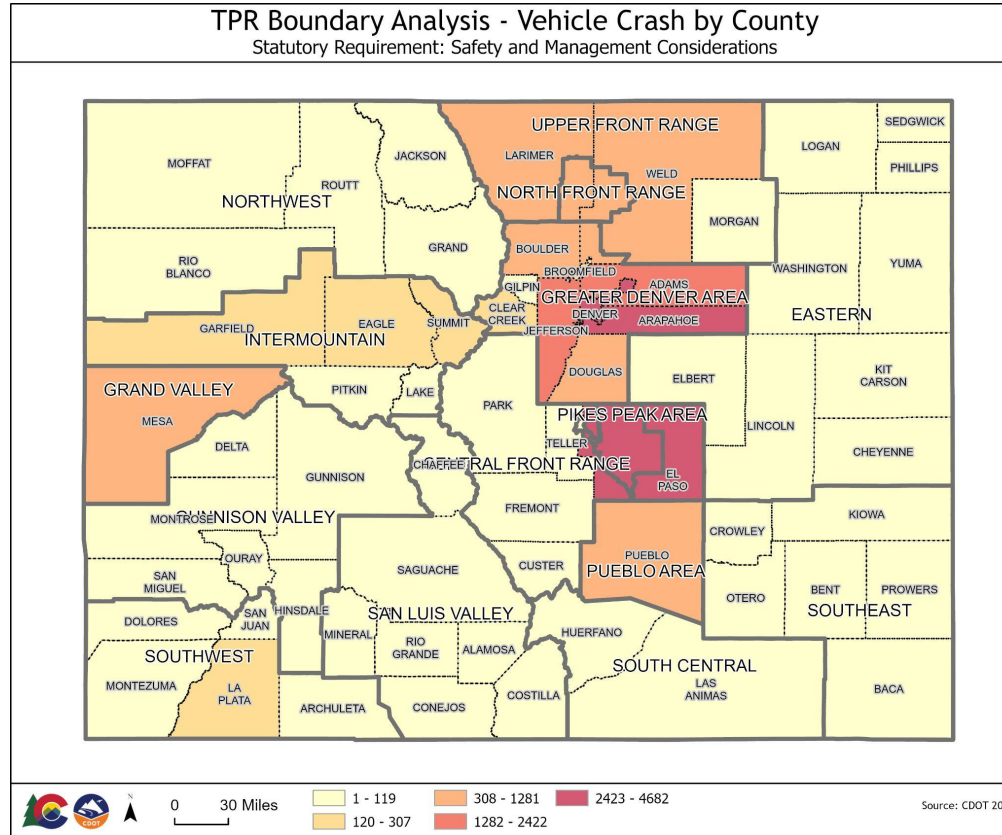 TPR Boundary Analysis - Vehicle Crash by County
Statutory Requirement: Safety and Management Considerations
UPPER FRONT RANGE
SEDGWICK
LOGAN
LARIMER
JACKSON
MOFFAT
PHILLIPS
WELD
ROUTT
NORTH FRONT RANGE
NORTHWEST
MORGAN
GRAND
BOULDER
RIO
BLANCO
BROOMFIELD
WASHINGTON
YUMA
GILPIN
ADAMS
GREATER DENVER AREA
CLEAR
CREEK
DENVER
ARAPAHOE
EASTERN
GARFIELD
EAGLE
SUMMIT
JEFFERSON
INTERMOUNTAIN
DOUGLAS
KIT
CARSON
ELBERT
GRAND VALLEY
PITKIN
LAKE
PARK
PIKES PEAK AREA
MESA
LINCOLN
DELTA
TELLER
CHEYENNE
CHAFFEE
CENTRAL FRONT RANGE
GUNNISON
EL
PASO
FREMONT
MONTROSE
GUNNISON VALLEY
KIOWA
CROWLEY
OURAY
PUEBLO
PUEBLO AREA
SAGUACHE
CUSTER
SAN
MIGUEL
BENT
PROWERS
OTERO
SOUTHEAST
DOLORES
SAN
JUAN
HINSDALE
SAN LUIS VALLEY
MINERAL
RIO
GRANDE
ALAMOSA
HUERFANO
SOUTHWEST
SOUTH CENTRAL
MONTEZUMA
LA
PLATA
LAS
ANIMAS
BACA
COSTILLA
ARCHULETA
CONEJOS
CDOT
0 30 Miles
1 - 119
120 - 307
308 - 1281
1282 - 2422
2423 - 4682
Source: CDOT 20